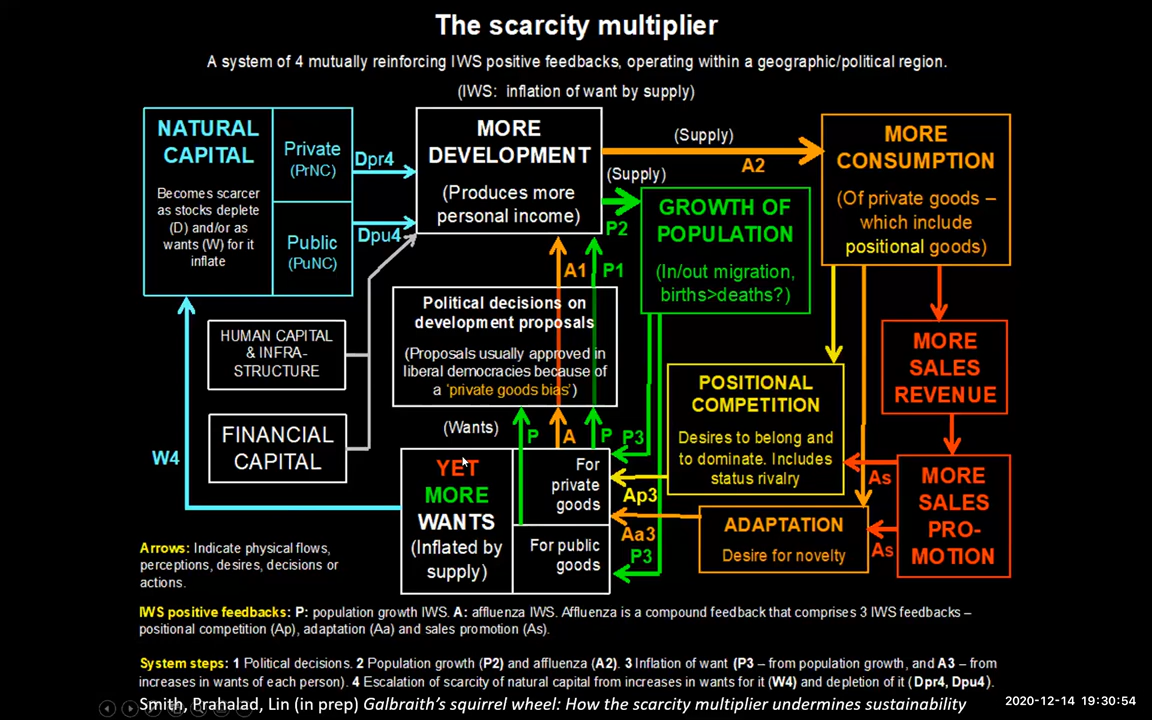 The scarcity multiplier
A system of 4 mutually reinforcing IWS positive feedbacks, operating within a geographic/political region.
(IWS: inflation of want by supply)
NATURAL
CAPITAL
Becomes scarcer
as stocks deplete
(D) and/or as
wants (W) for it
inflate
Private
(PrNC)
Public
(PuNC)
Dpr4
Dpu4
MORE
DEVELOPMENT
(Produces more
personal income)
(Supply)
A2
(Supply)
P2
GROWTH OF
POPULATION
(In/out migration,
births>deaths?)
MORE
CONSUMPTION
(Of private goods –
which include
positional goods)
A1
P1
Political decisions on
development proposals
(Proposals usually approved in
liberal democracies because of
a ‘private goods bias’)
HUMAN CAPITAL
& INFRA-
STRUCTURE
FINANCIAL
CAPITAL
MORE
SALES
REVENUE
POSITIONAL
COMPETITION
Desires to belong and
to dominate. Includes
status rivalry
(Wants)
P
A
P
P3
W4
YET
MORE
WANTS
(Inflated by
supply)
For
private
goods
For public
goods
Ap3
Aa3
P3
As
As
ADAPTATION
Desire for novelty
MORE
SALES
PRO-
MOTION
Arrows: Indicate physical flows,
perceptions, desires, decisions or
actions.
IWS positive feedbacks: P: population growth IWS. A: affluenza IWS. Affluenza is a compound feedback that comprises 3 IWS feedbacks –
positional competition (Ap), adaptation (Aa) and sales promotion (As).
System steps: 1 Political decisions. 2 Population growth (P2) and affluenza (A2). 3 Inflation of want (P3 – from population growth, and A3 – from
increases in wants of each person). 4 Escalation of scarcity of natural capital from increases in wants for it (W4) and depletion of it (Dpr4, Dpu4).
Smith, Prahalad, Lin (in prep) Galbraith’s squirrel wheel: How the scarcity multiplier undermines sustainability
2020-12-14 19:30:54